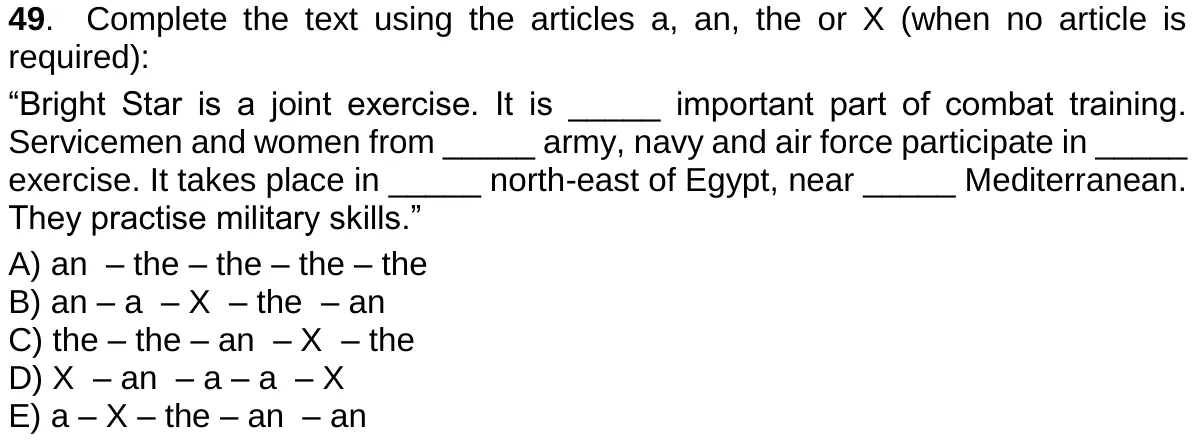 49. Complete the text using the articles a, an, the or X (when no article is
required):
“Bright Star is a joint exercise. It is _____ important part of combat training.
Servicemen and women from _____ army, navy and air force participate in _____
exercise. It takes place in _____ north-east of Egypt, near _____ Mediterranean.
They practise military skills.”
A) an – the – the – the – the
B) an – a – X – the – an
C) the – the – an – X – the
D) X – an – a – a – X
E) a – X – the – an – an